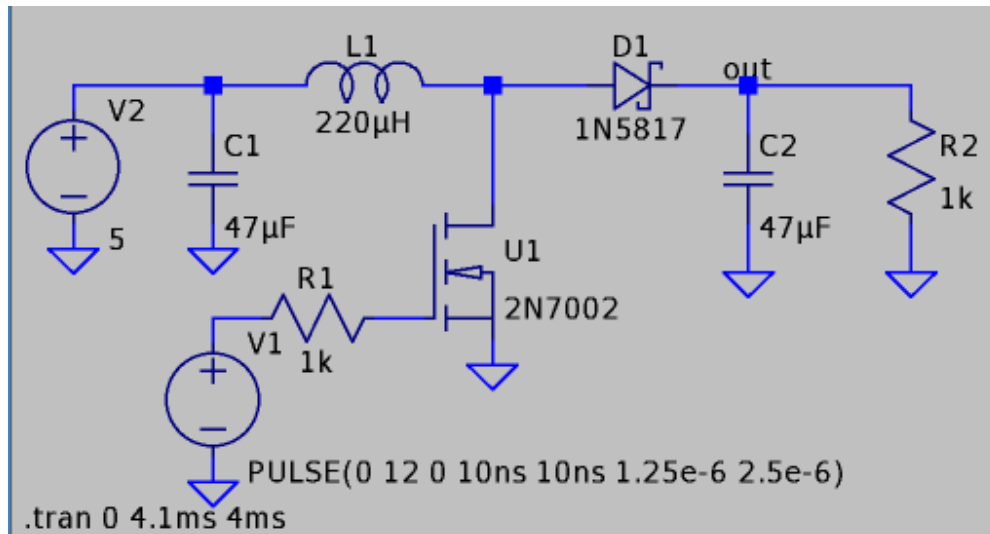 L1
220µH
D1
1N5817
out
V2
5
C1
47µF
C2
47µF
R2
1k
U1
2N7002
R1
1k
V1
PULSE(0 12 0 10ns 10ns 1.25e-6 2.5e-6)
.tran 0 4.1ms 4ms